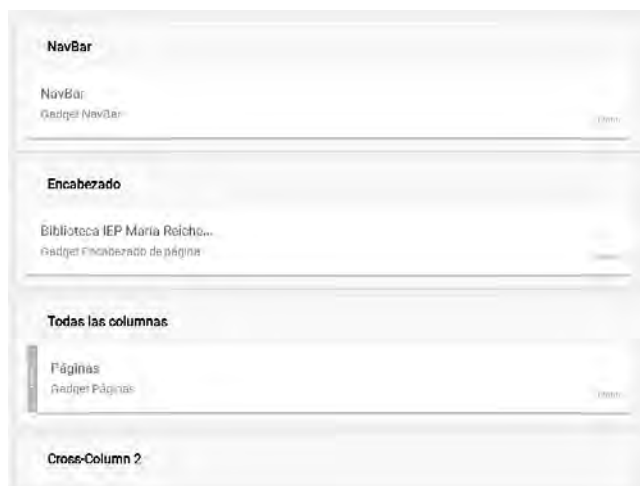 NavBar
NavBar
Gadget NavBar
Encabezado
Biblioteca IEP María Reiche...
Gadget Encabezado de página
Todas las columnas
Páginas
Gadget Páginas
Cross-Column 2